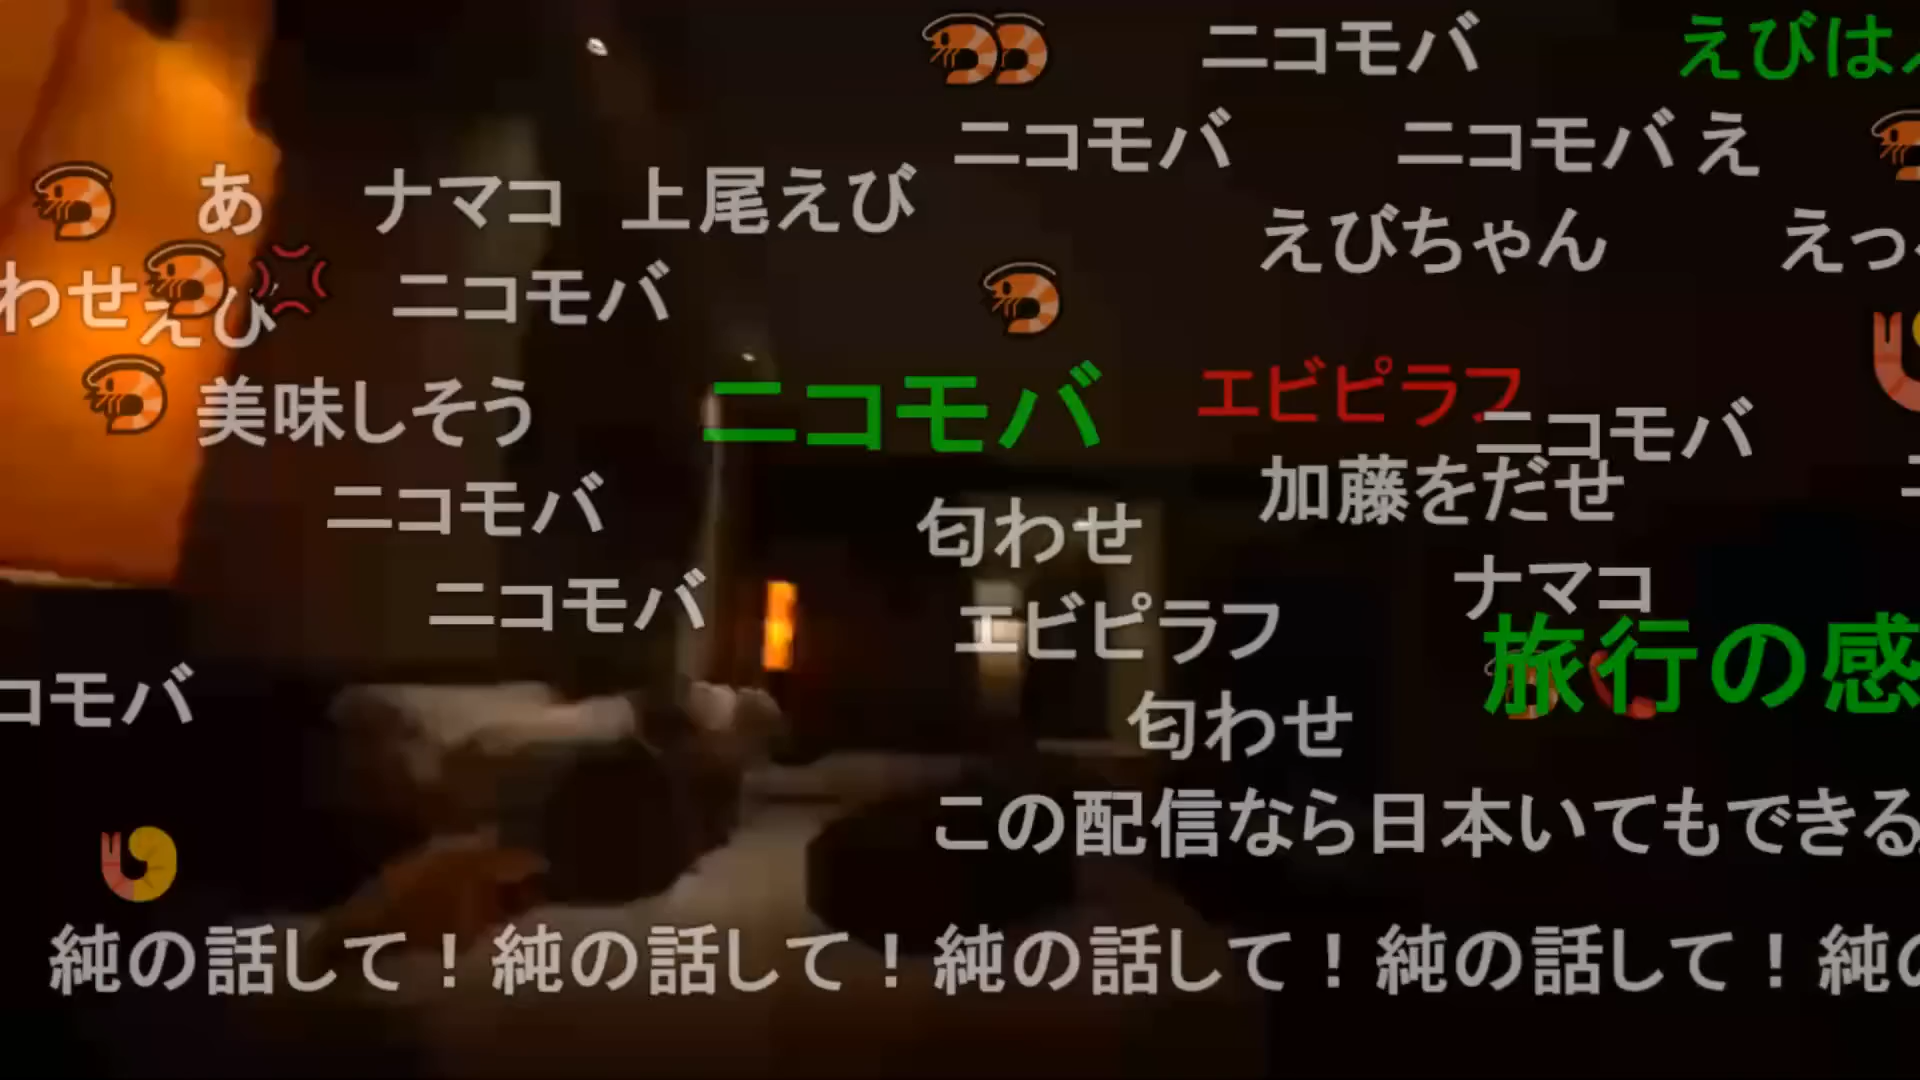 ニコモバ
えびは
ニコモバ
ニコモバ え
あ
ナマコ
上尾えび
えびちゃん
えっ
わせ
えび
ニコモバ
ニコモバ
エビピラフ
美味しそう
ニコモバ
加藤をだせ
ニコモバ
匂わせ
ナマコ
ニコモバ
エビピラフ
旅行の感
コモバ
匂わせ
この配信なら日本いてもできる
純の話して！純の話して！純の話して！純の話して！純の